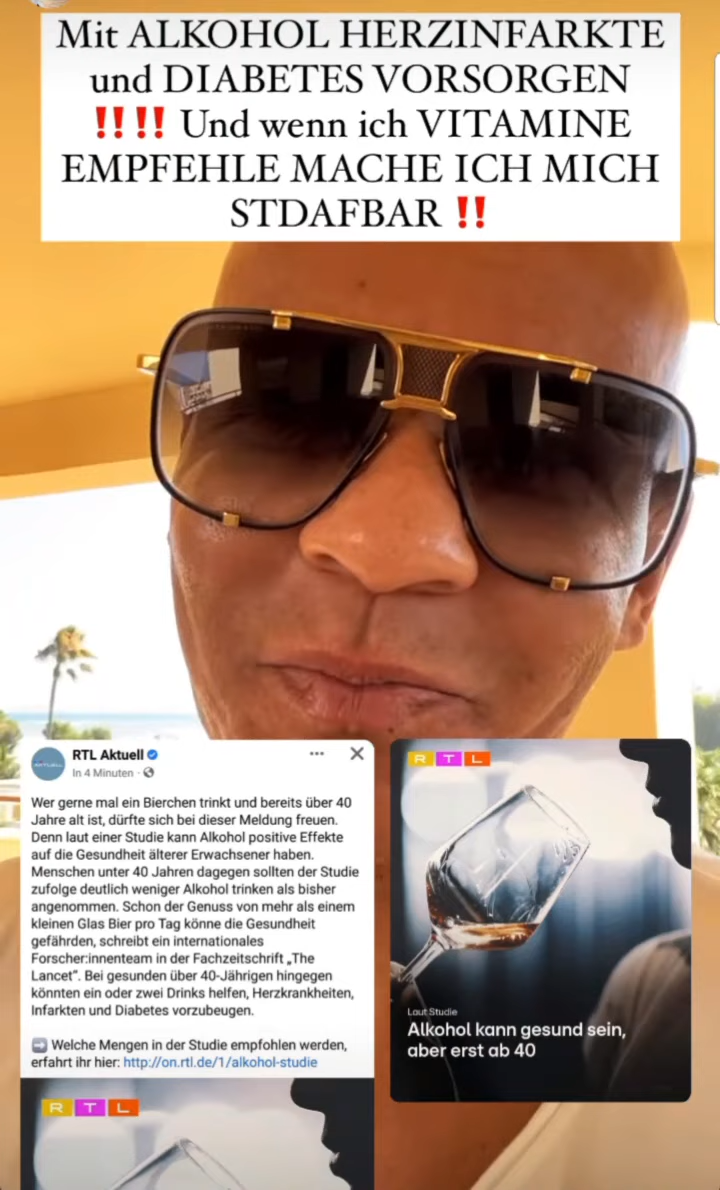 Mit ALKOHOL HERZINFARKTE
und DIABETES VORSORGEN
‼️‼️ Und wenn ich VITAMINE
EMPFEHLE MACHE ICH MICH
STDAFBAR ‼️
RTL Aktuell
In 4 Minuten ·
Wer gerne mal ein Bierchen trinkt und bereits über 40
Jahre alt ist, dürfte sich bei dieser Meldung freuen.
Denn laut einer Studie kann Alkohol positive Effekte
auf die Gesundheit älterer Erwachsener haben.
Menschen unter 40 Jahren dagegen sollten der Studie
zufolge deutlich weniger Alkohol trinken als bisher
angenommen. Schon der Genuss von mehr als einem
kleinen Glas Bier pro Tag könne die Gesundheit
gefährden, schreibt ein internationales
Forscher:innenteam in der Fachzeitschrift „The
Lancet“. Bei gesunden über 40-Jährigen hingegen
könnten ein oder zwei Drinks helfen, Herzkrankheiten,
Infarkten und Diabetes vorzubeugen.
➡️ Welche Mengen in der Studie empfohlen werden,
erfahrt ihr hier: http://on.rtl.de/1/alkohol-studie
RTL
RTL
Laut Studie
Alkohol kann gesund sein,
aber erst ab 40